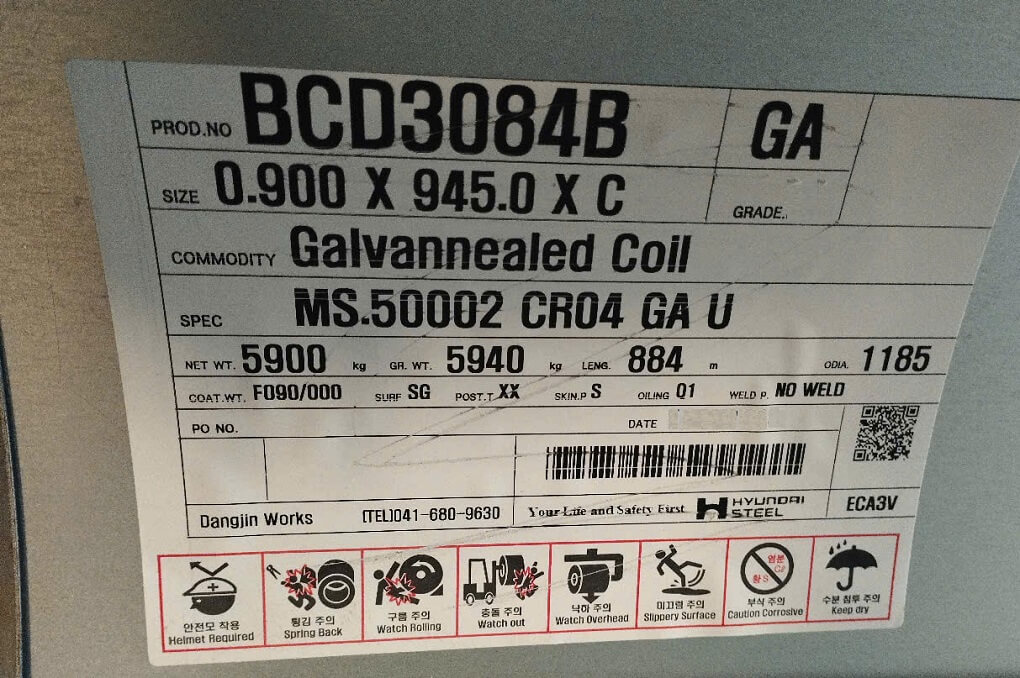 PROD.NO BCD3084B GA
SIZE 0.900 X 945.0 X C GRADE.
COMMODITY Galvannealed Coil
SPEC MS.50002 CR04 GA U
NET WT. 5900 kg GR. WT. 5940 kg LENG. 884 m ODIA. 1185
COAT.WT. F090/000 SURF SG POST.T XX SKIN.P S OILING Q1 WELD P. NO WELD
PO NO. DATE
Dangjin Works [TEL]041-680-9630 Your Life and Safety First HYUNDAI STEEL ECA3V
염분 Cℓ
황 S
안전모 착용 튕김 주의 구름 주의 충돌 주의 낙하 주의 미끄럼 주의 부식 주의 수분 침투 주의
Helmet Required Spring Back Watch Rolling Watch out Watch Overhead Slippery Surface Caution Corrosive Keep dry